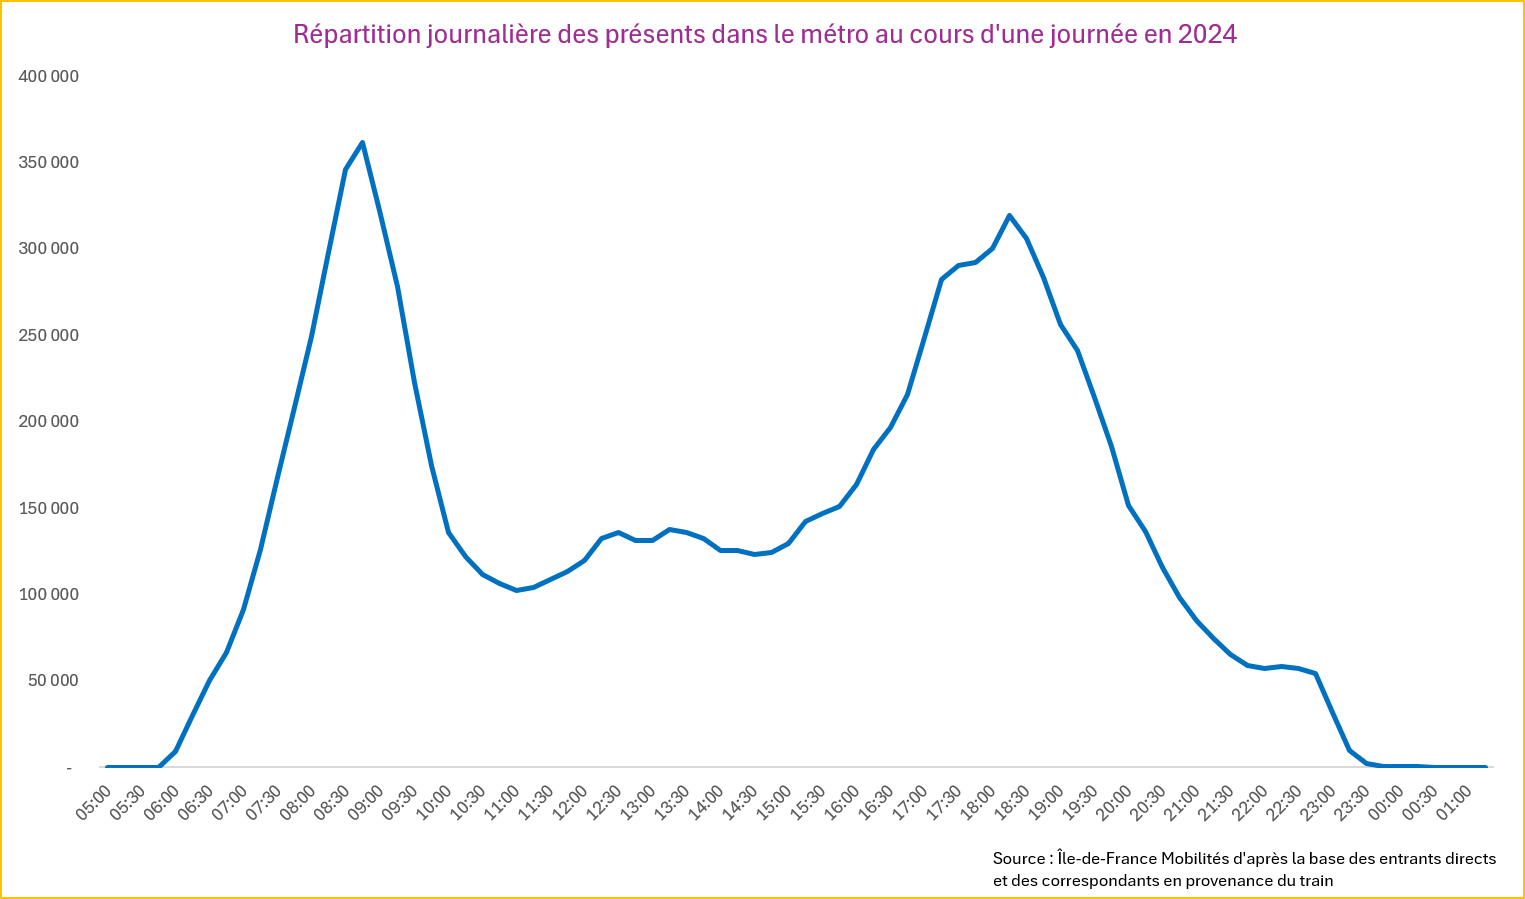 Répartition journalière des présents dans le métro au cours d'une journée en 2024
400 000
350 000
300 000
250 000
200 000
150 000
100 000
50 000
-
05:00 05:30 06:00 06:30 07:00 07:30 08:00 08:30 09:00 09:30 10:00 10:30 11:00 11:30 12:00 12:30 13:00 13:30 14:00 14:30 15:00 15:30 16:00 16:30 17:00 17:30 18:00 18:30 19:00 19:30 20:00 20:30 21:00 21:30 22:00 22:30 23:00 23:30 00:00 00:30 01:00
Source : Île-de-France Mobilités d'après la base des entrants directs
et des correspondants en provenance du train